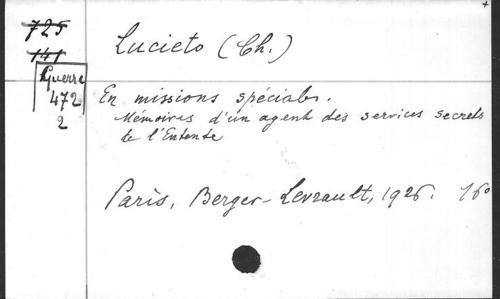 725
141
Guerre
472
2
Lucieto (Ch.)
En missions spéciales.
Mémoires d'un agent des services secrets
de l'Entente
Paris, Berger-Levrault, 1926. 16°